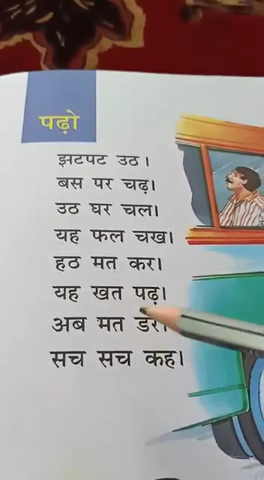 पढ़ो
झटपट उठ।
बस पर चढ़।
उठ घर चल।
यह फल चख।
हठ मत कर।
यह खत पढ़।
अब मत डर।
सच सच कह।